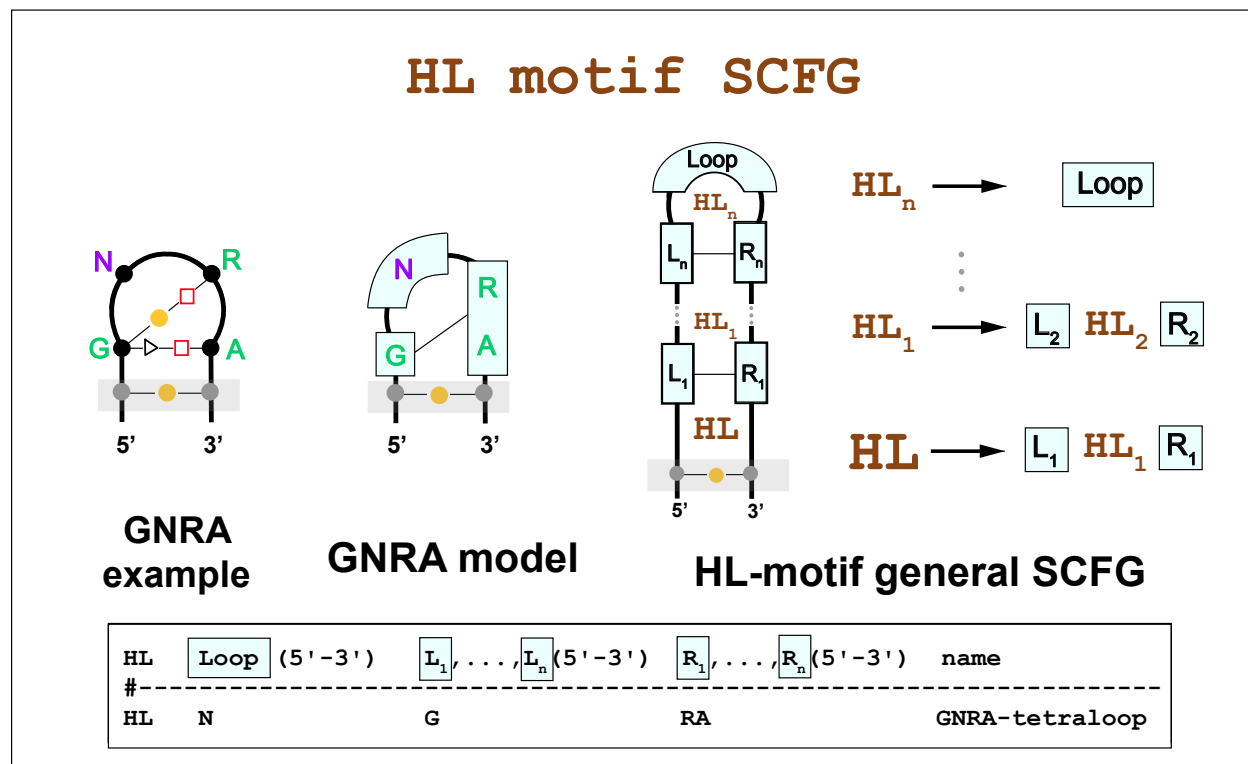 HL motif SCFG
N R
G A
5’ 3’
GNRA
example
N
R
G A
5’ 3’
GNRA model
Loop
HLn
Ln Rn
HL1
L1 R1
HL
5’ 3’
HLn Loop
HL1 L2 HL2 R2
HL L1 HL1 R1
HL-motif general SCFG
HL Loop (5'-3') L1,...,Ln(5'-3') R1,...,Rn(5'-3') name
#---------------------------------------------------------------------
HL N G RA GNRA-tetraloop